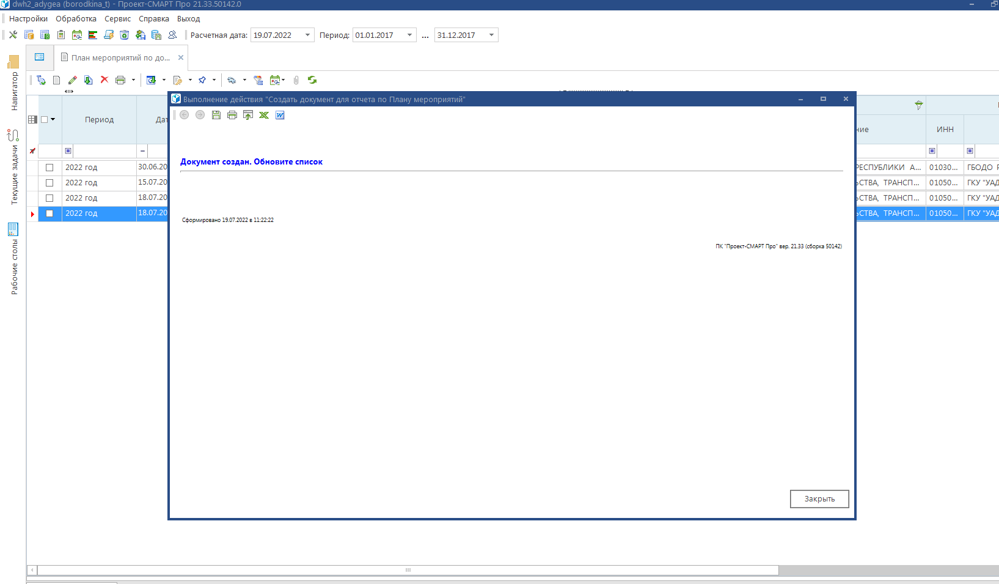 dwh2_adygea (borodkina_t) - Проект-СМАРТ Про 21.33.50142.0
Настройки Обработка Сервис Справка Выход
Расчетная дата: 19.07.2022 Период: 01.01.2017 ... 31.12.2017
План мероприятий по до...
Навигатор
Текущие задачи
Рабочие столы
Период Дат ние ИНН
2022 год 30.06.20 РЕСПУБЛИКИ А... 01030... ГБОДО Р
2022 год 15.07.20 ЬСТВА, ТРАНСП... 01050... ГКУ "УАД
2022 год 18.07.20 ЬСТВА, ТРАНСП... 01050... ГКУ "УАД
2022 год 18.07.20 ЬСТВА, ТРАНСП... 01050... ГКУ "УАД
Выполнение действия "Создать документ для отчета по Плану мероприятий"
Документ создан. Обновите список
Сформировано 19.07.2022 в 11:22:22
ПК "Проект-СМАРТ Про" вер. 21.33 (сборка 50142)
Закрыть